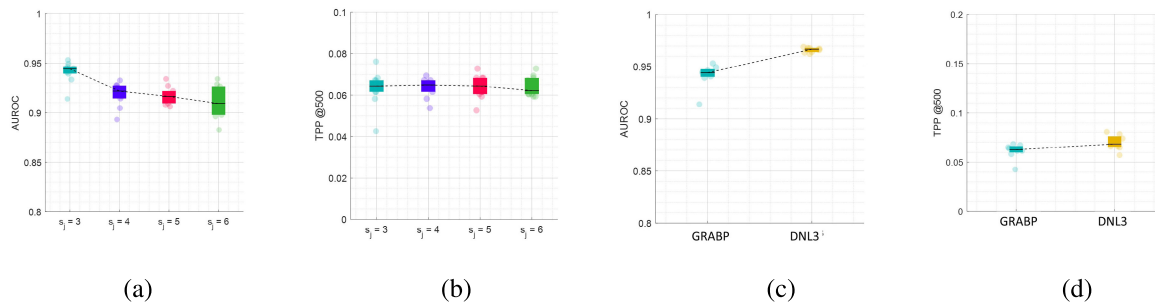 1
0.95
0.9
0.85
0.8
AUROC
s_j = 3
s_j = 4
s_j = 5
s_j = 6
(a)
0.1
0.08
0.06
0.04
0.02
0
TPP @500
s_j = 3
s_j = 4
s_j = 5
s_j = 6
(b)
1
0.95
0.9
0.85
0.8
AUROC
GRABP
DNL3
(c)
0.2
0.15
0.1
0.05
0
TPP @500
GRABP
DNL3
(d)